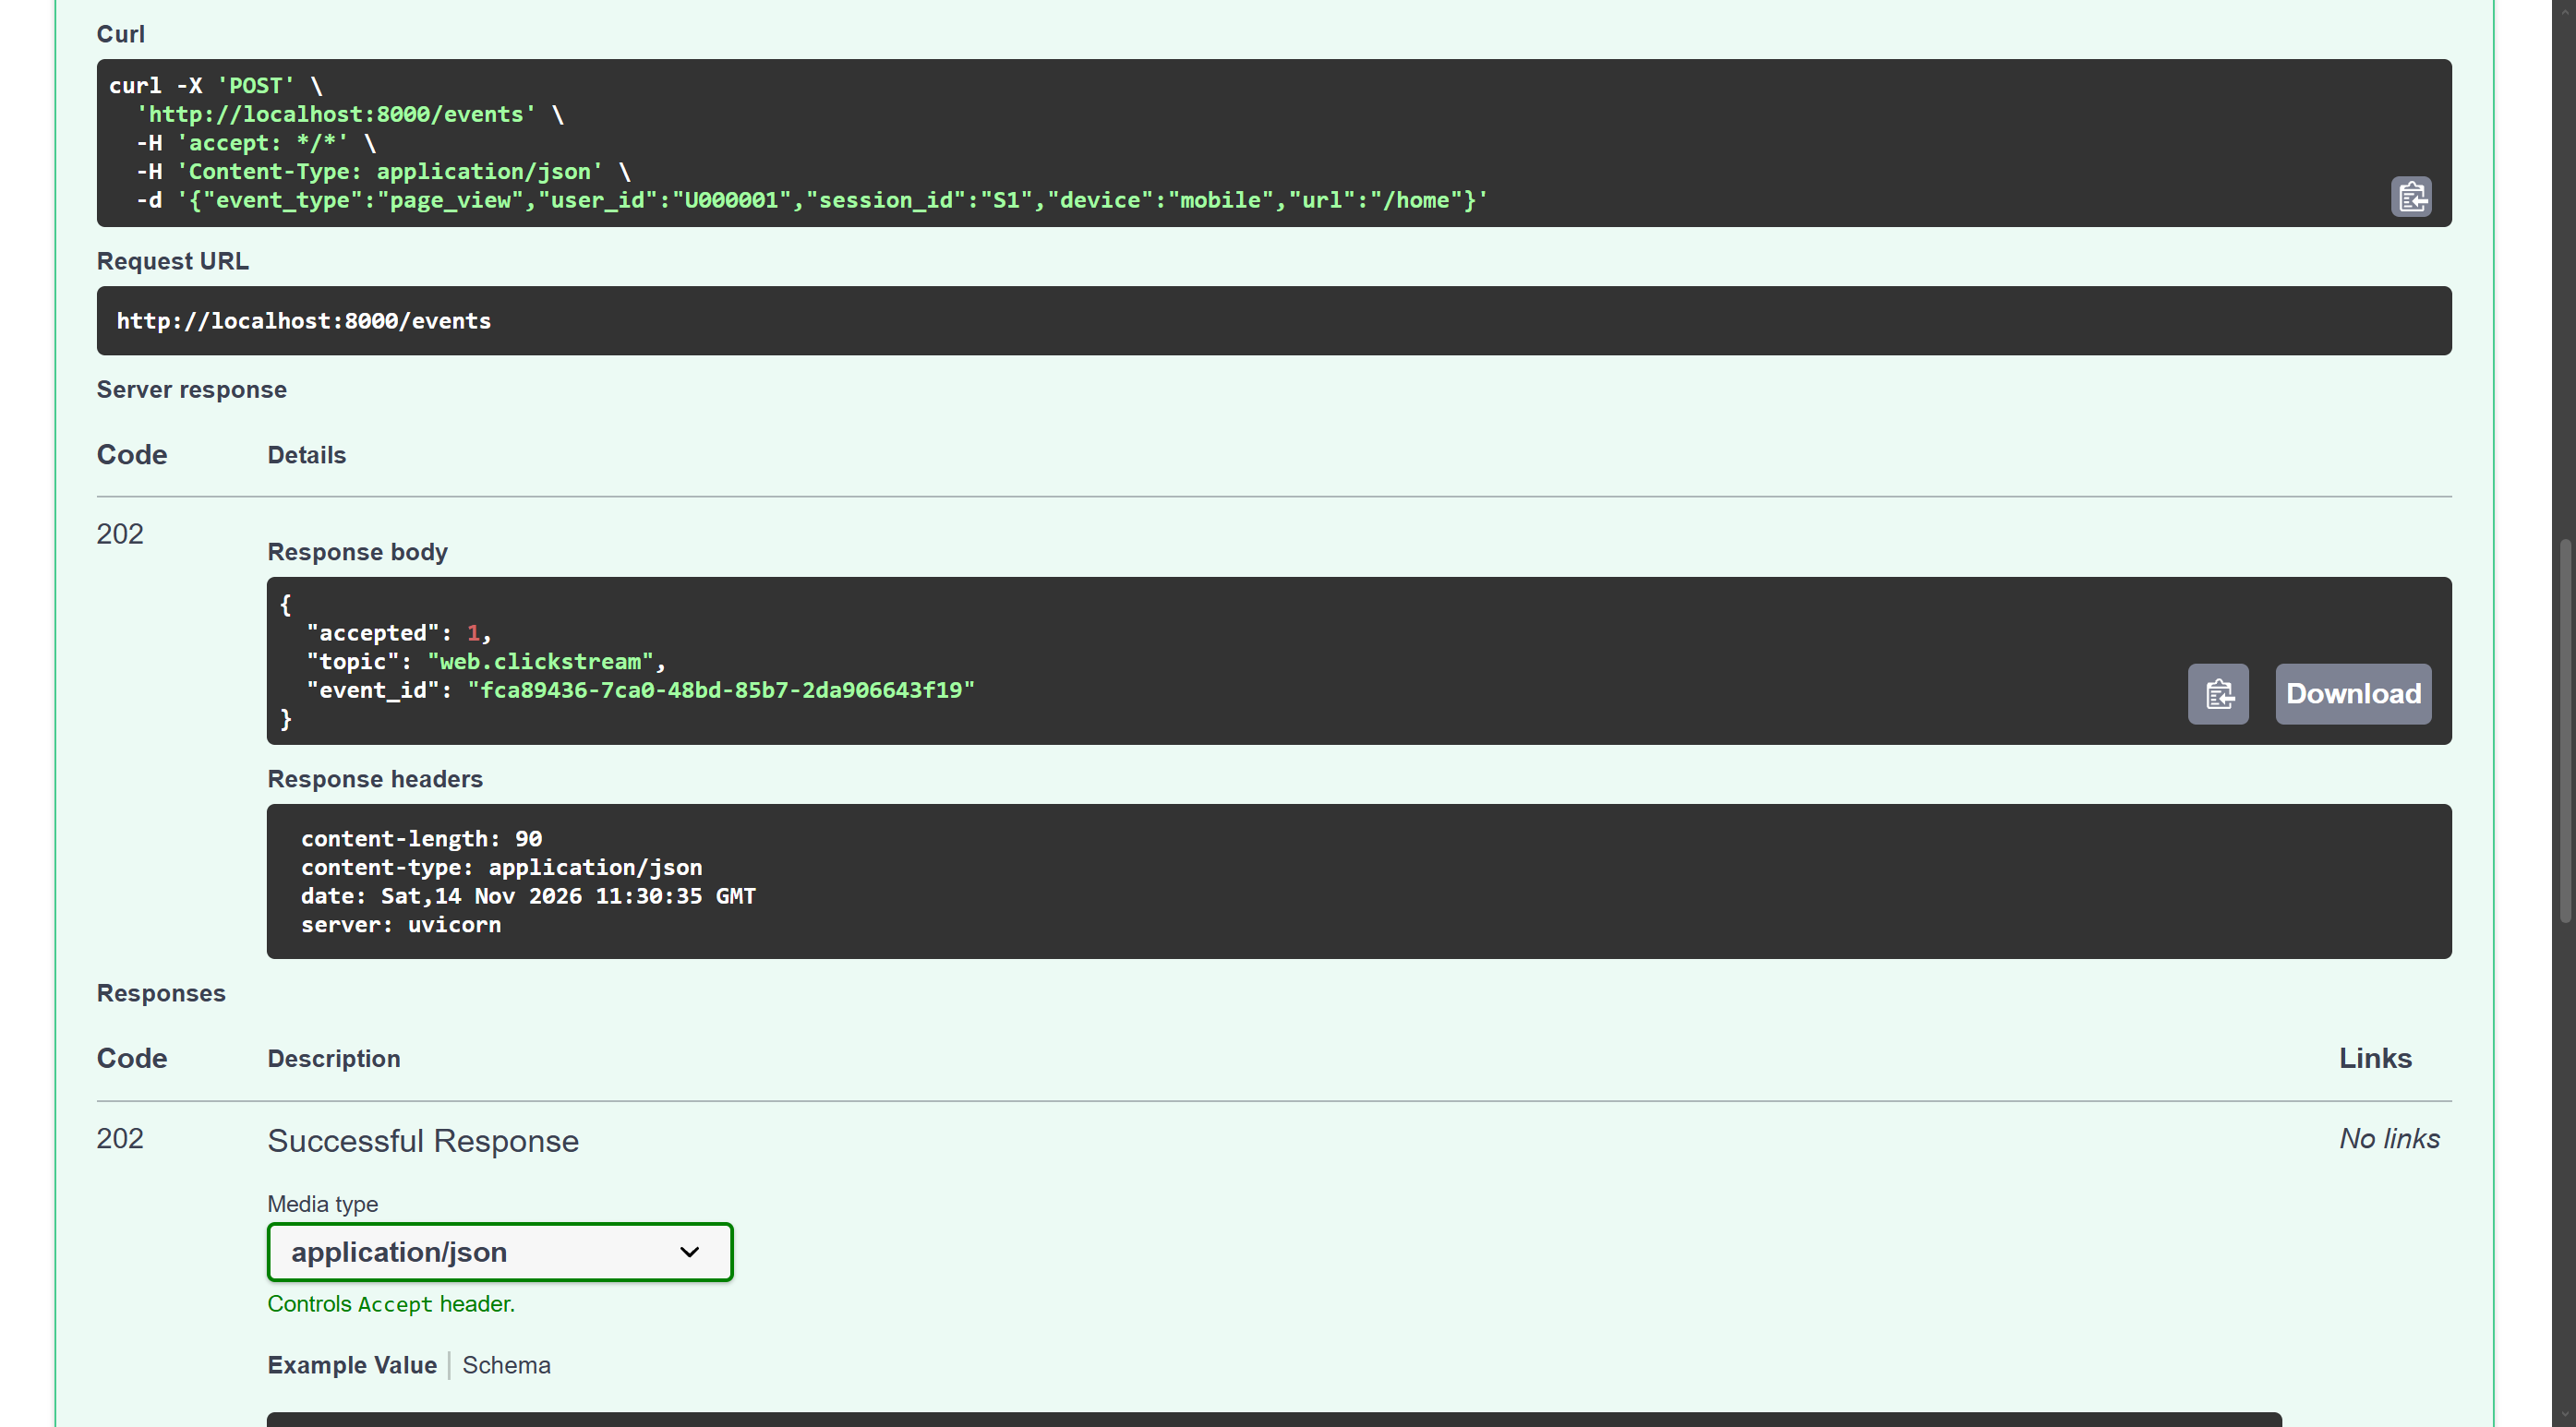 Curl
curl -X 'POST' \
  'http://localhost:8000/events' \
  -H 'accept: */*' \
  -H 'Content-Type: application/json' \
  -d '{"event_type":"page_view","user_id":"U000001","session_id":"S1","device":"mobile","url":"/home"}'
Request URL
http://localhost:8000/events
Server response
Code Details
202
Response body
{
  "accepted": 1,
  "topic": "web.clickstream",
  "event_id": "fca89436-7ca0-48bd-85b7-2da906643f19"
}
Download
Response headers
content-length: 90
content-type: application/json
date: Sat,14 Nov 2026 11:30:35 GMT
server: uvicorn
Responses
Code Description Links
202 Successful Response No links
Media type
application/json
Controls Accept header.
Example Value Schema